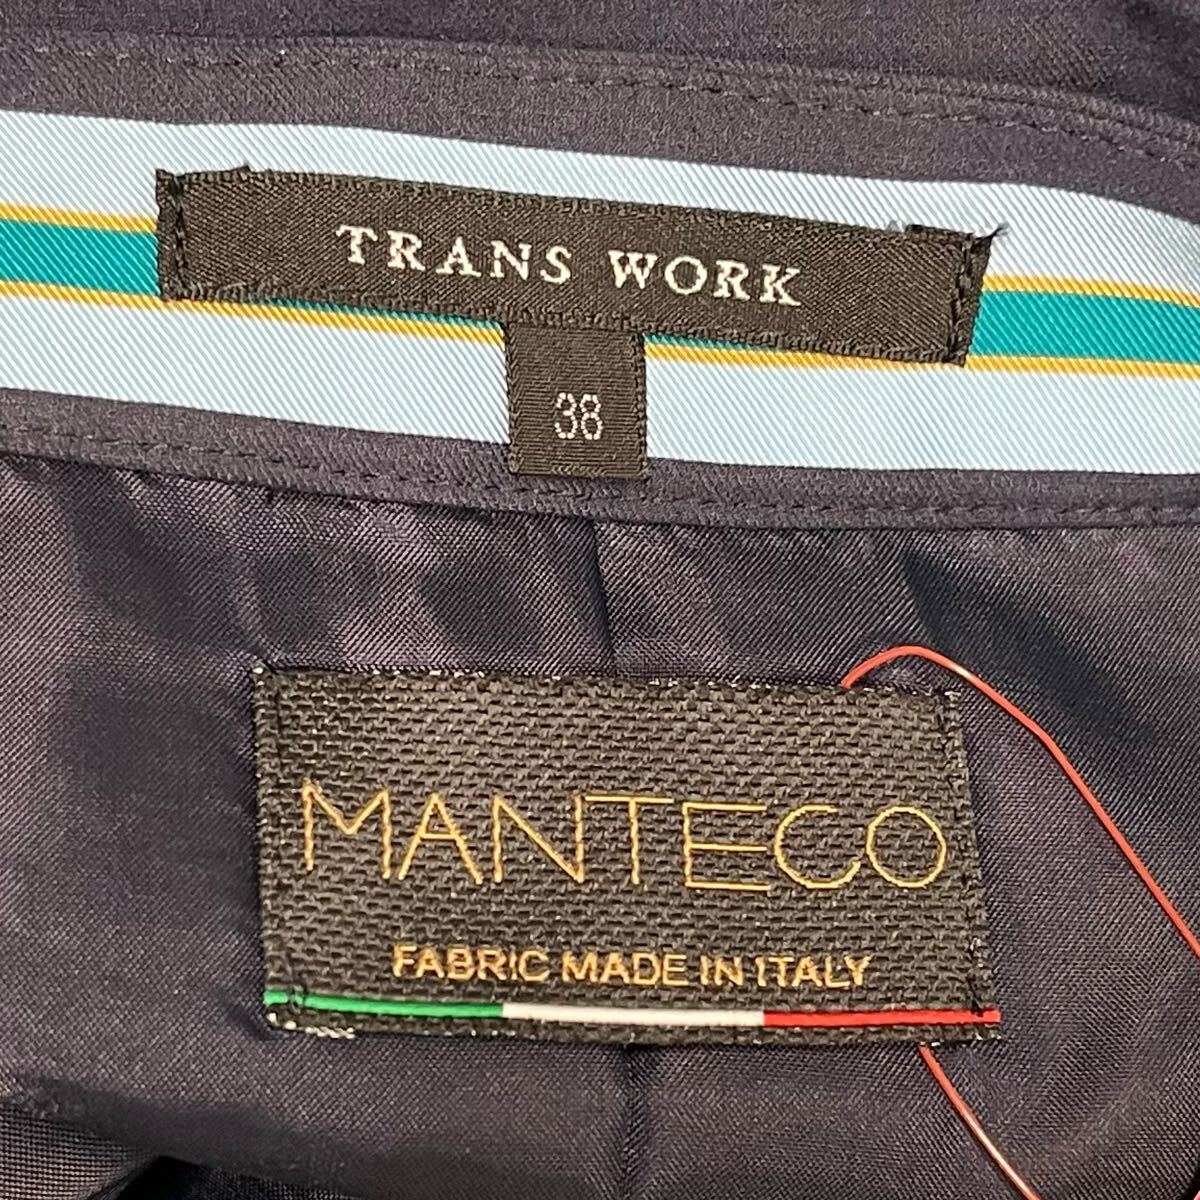 TRANS WORK
38
MANTECO
FABRIC MADE IN ITALY